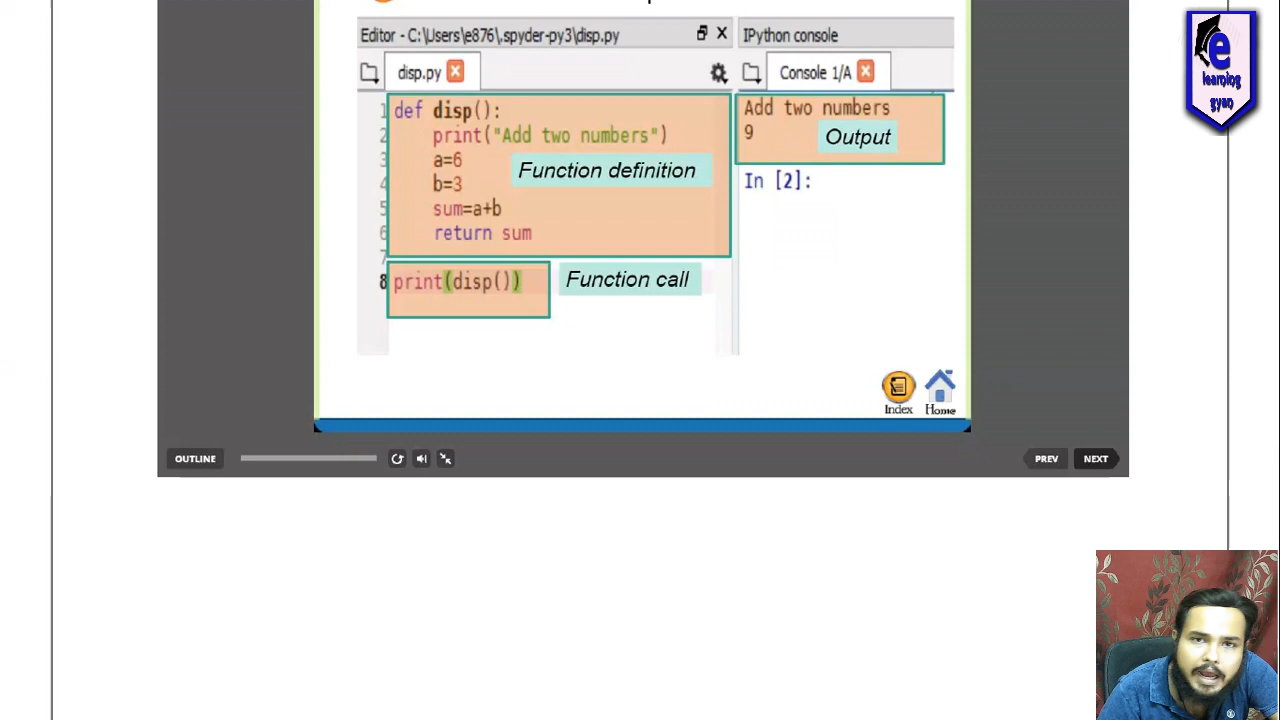 Editor - C:\Users\e876\.spyder-py3\disp.py
IPython console
disp.py
Console 1/A
1 def disp():
2 print("Add two numbers")
3 a=6
4 b=3
5 sum=a+b
6 return sum
7
8 print(disp())
Function definition
Function call
Add two numbers
9
Output
In [2]:
Index
Home
OUTLINE
PREV
NEXT
e
learning
gyan